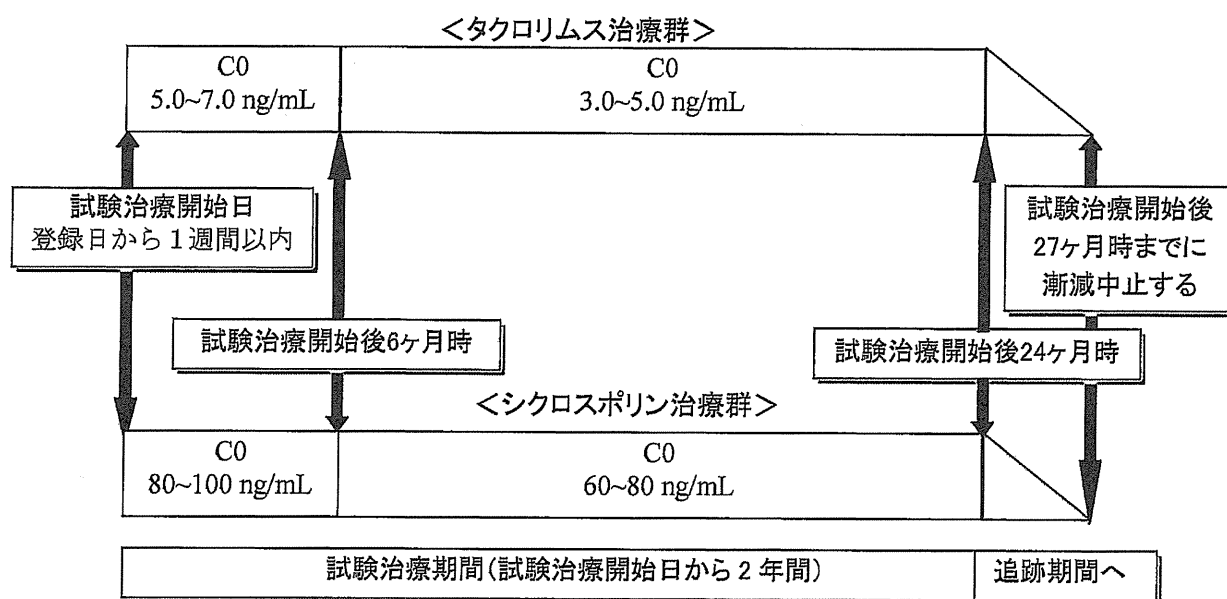 ＜タクロリムス治療群＞
C0
5.0~7.0 ng/mL
C0
3.0~5.0 ng/mL
試験治療開始日
登録日から１週間以内
試験治療開始後6ヶ月時
試験治療開始後
27ヶ月時までに
漸減中止する
試験治療開始後24ヶ月時
＜シクロスポリン治療群＞
C0
80~100 ng/mL
C0
60~80 ng/mL
試験治療期間(試験治療開始日から２年間)
追跡期間へ